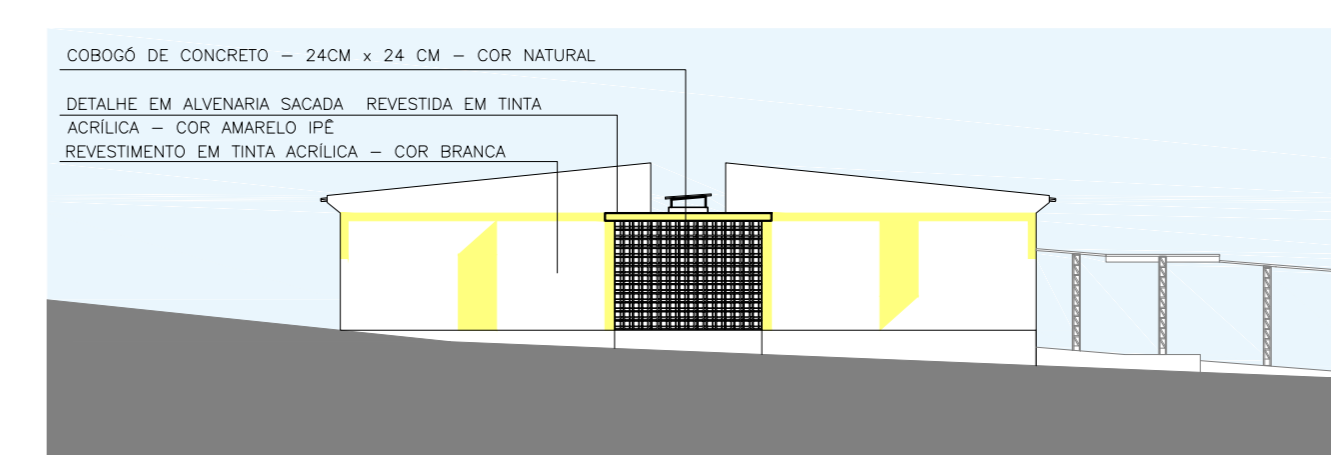 COBOGÓ DE CONCRETO – 24CM x 24 CM – COR NATURAL
DETALHE EM ALVENARIA SACADA REVESTIDA EM TINTA
ACRÍLICA – COR AMARELO IPÊ
REVESTIMENTO EM TINTA ACRÍLICA – COR BRANCA